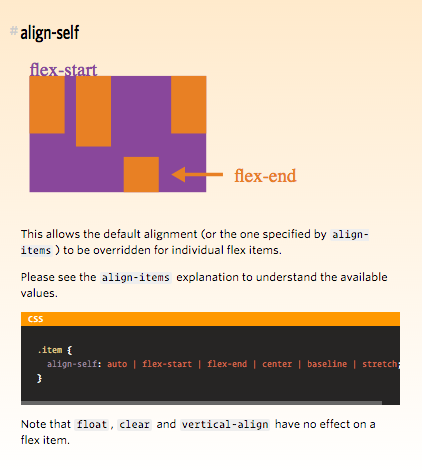 # align-self
flex-start
flex-end
This allows the default alignment (or the one specified by align-
items ) to be overridden for individual flex items.
Please see the align-items explanation to understand the available
values.
CSS
.item {
align-self: auto | flex-start | flex-end | center | baseline | stretch;
}
Note that float , clear and vertical-align have no effect on a
flex item.